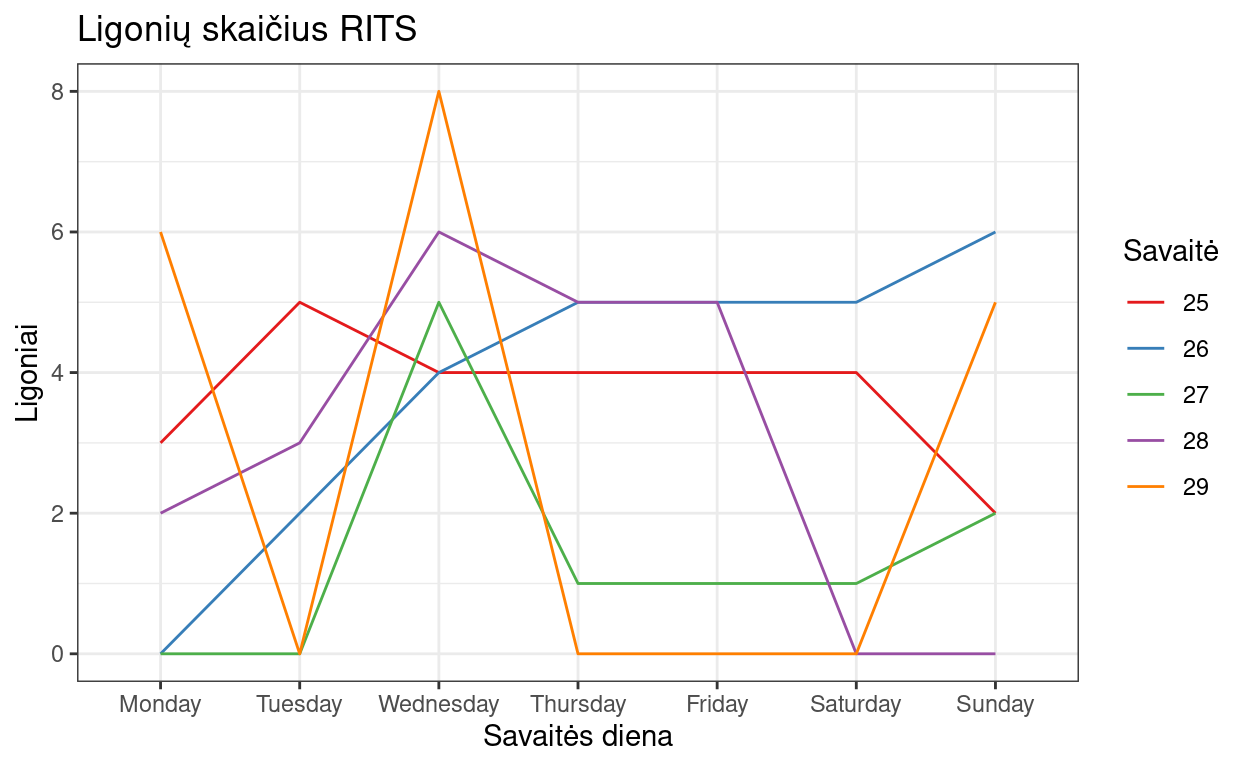 Ligonių skaičius RITS
8
6
4
2
0
Ligoniai
Monday Tuesday Wednesday Thursday Friday Saturday Sunday
Savaitės diena
Savaitė
25
26
27
28
29